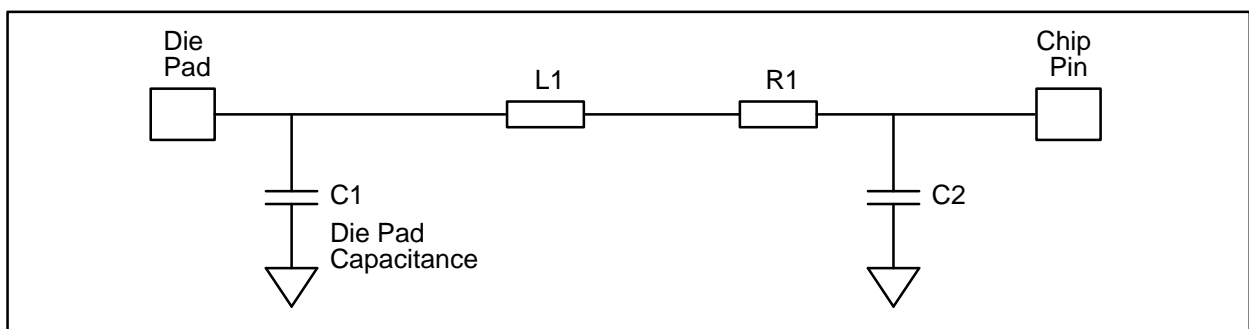 Die
Pad
L1
R1
Chip
Pin
C1
Die Pad
Capacitance
C2